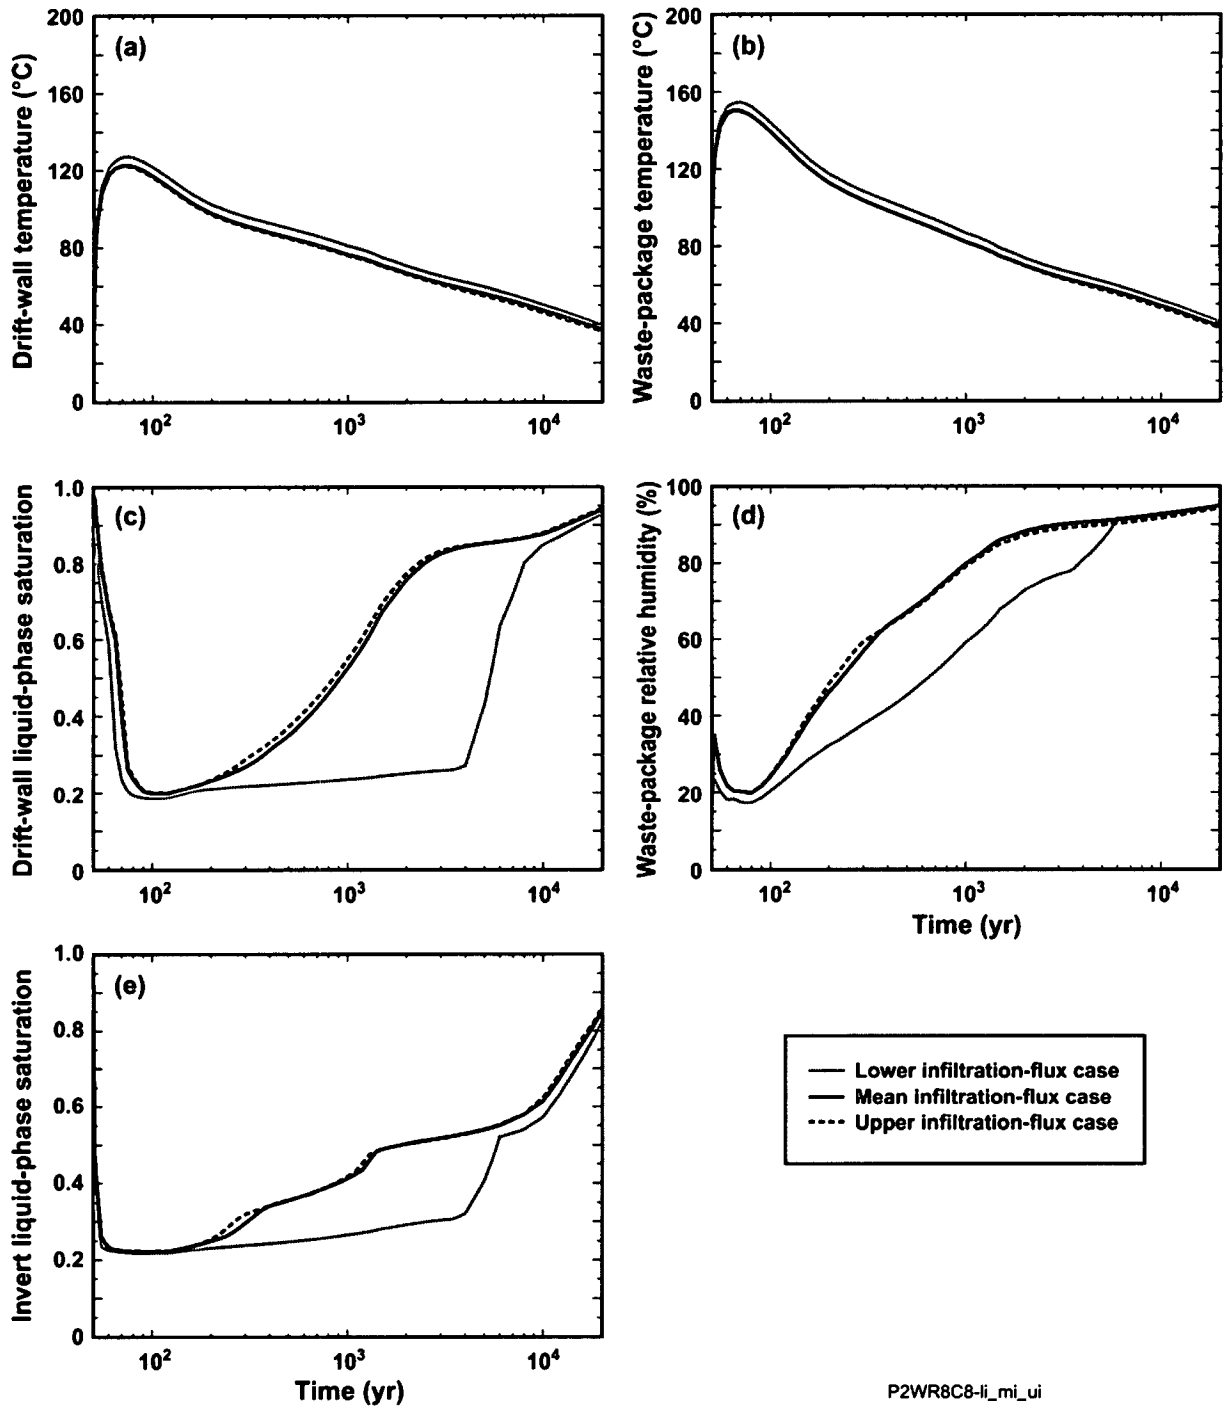 (a)
Drift-wall temperature (°C)
200
160
120
80
40
0
10² 10³ 10⁴
(b)
Waste-package temperature (°C)
200
160
120
80
40
0
10² 10³ 10⁴
(c)
Drift-wall liquid-phase saturation
1.0
0.8
0.6
0.4
0.2
0
10² 10³ 10⁴
(d)
Waste-package relative humidity (%)
100
80
60
40
20
0
10² 10³ 10⁴
Time (yr)
(e)
Invert liquid-phase saturation
1.0
0.8
0.6
0.4
0.2
0
10² 10³ 10⁴
Time (yr)
Lower infiltration-flux case
Mean infiltration-flux case
Upper infiltration-flux case
P2WR8C8-li_mi_ui